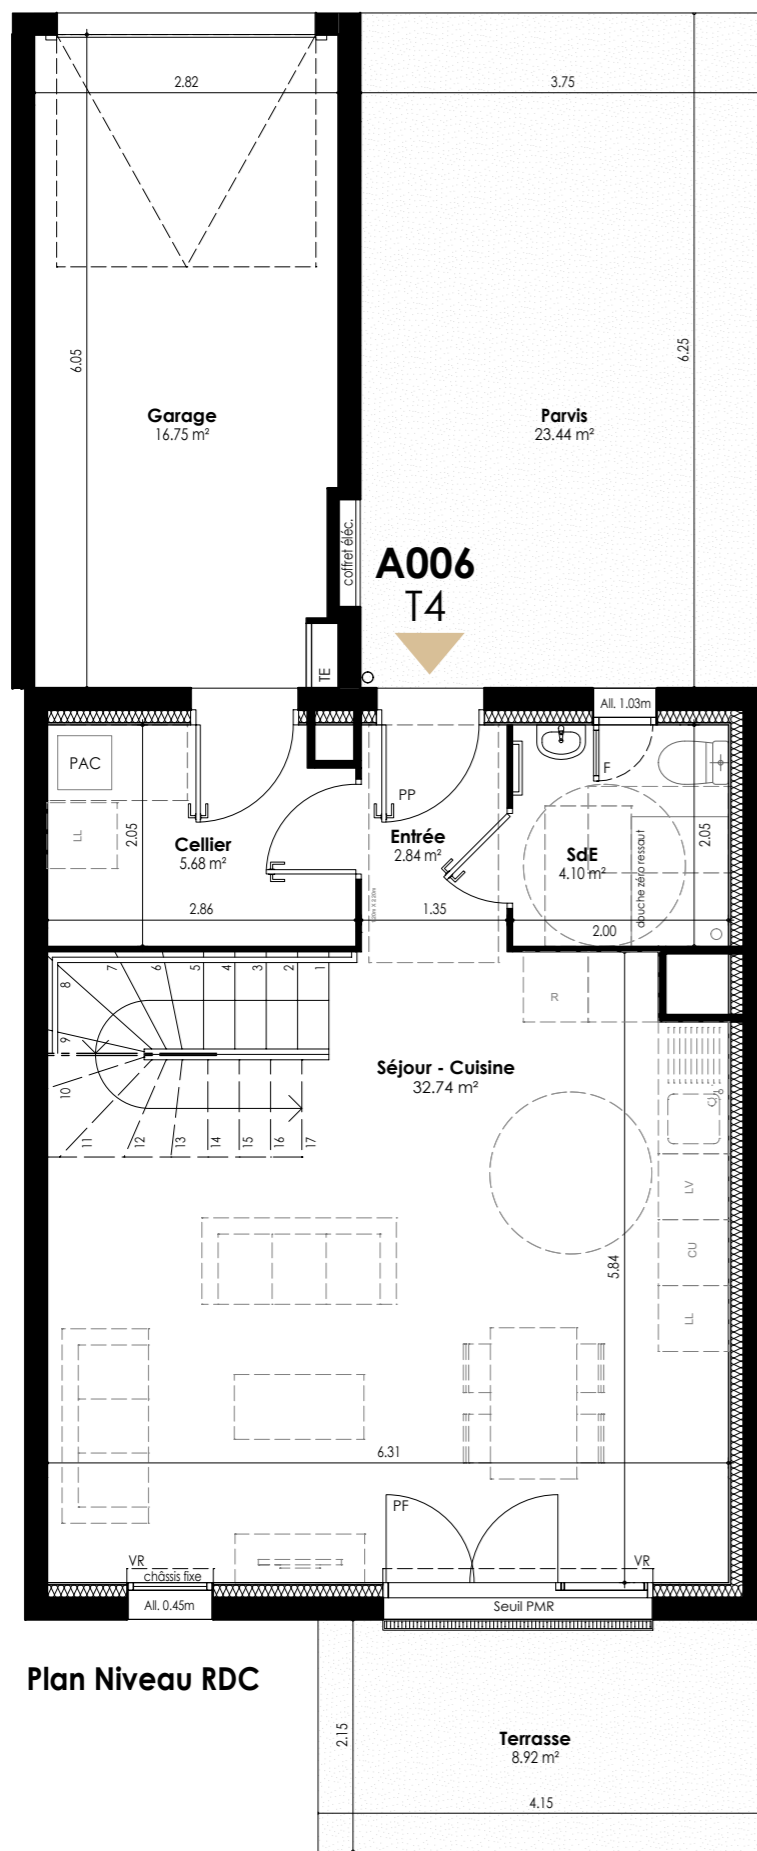 2.82
3.75
6.05
6.25
Garage
16.75 m²
Parvis
23.44 m²
coffret élec.
A006
T4
TE
All. 1.03m
PAC
PP
F
LL
2.05
Cellier
5.68 m²
Entrée
2.84 m²
SdE
4.10 m²
douche zéro ressaut
2.05
2.86
1.35
2.00
1
2
3
4
5
6
7
8
9
10
11
12
13
14
15
16
17
R
Séjour - Cuisine
32.74 m²
LV
CU
LL
5.84
6.31
PF
VR
châssis fixe
All. 0.45m
VR
Seuil PMR
Plan Niveau RDC
2.15
Terrasse
8.92 m²
4.15